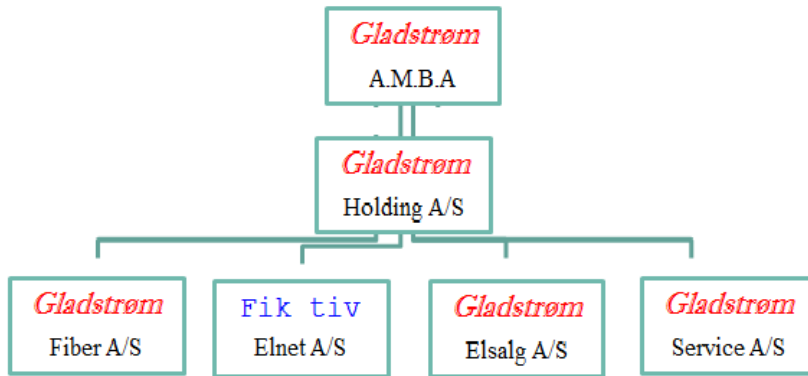 Gladstrøm
A.M.B.A
Gladstrøm
Holding A/S
Gladstrøm
Fiber A/S
Fik tiv
Elnet A/S
Gladstrøm
Elsalg A/S
Gladstrøm
Service A/S